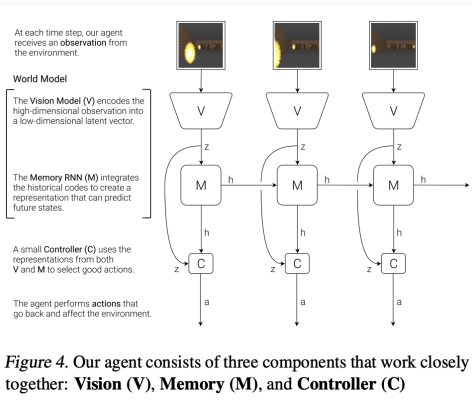 At each time step, our agent
receives an observation from
the environment.
World Model
The Vision Model (V) encodes the
high-dimensional observation into
a low-dimensional latent vector.
The Memory RNN (M) integrates
the historical codes to create a
representation that can predict
future states.
A small Controller (C) uses the
representations from both
V and M to select good actions.
The agent performs actions that
go back and affect the environment.
V V V
z z z
M h M h M h
h h h
z C z C z C
a a a
Figure 4. Our agent consists of three components that work closely
together: Vision (V), Memory (M), and Controller (C)